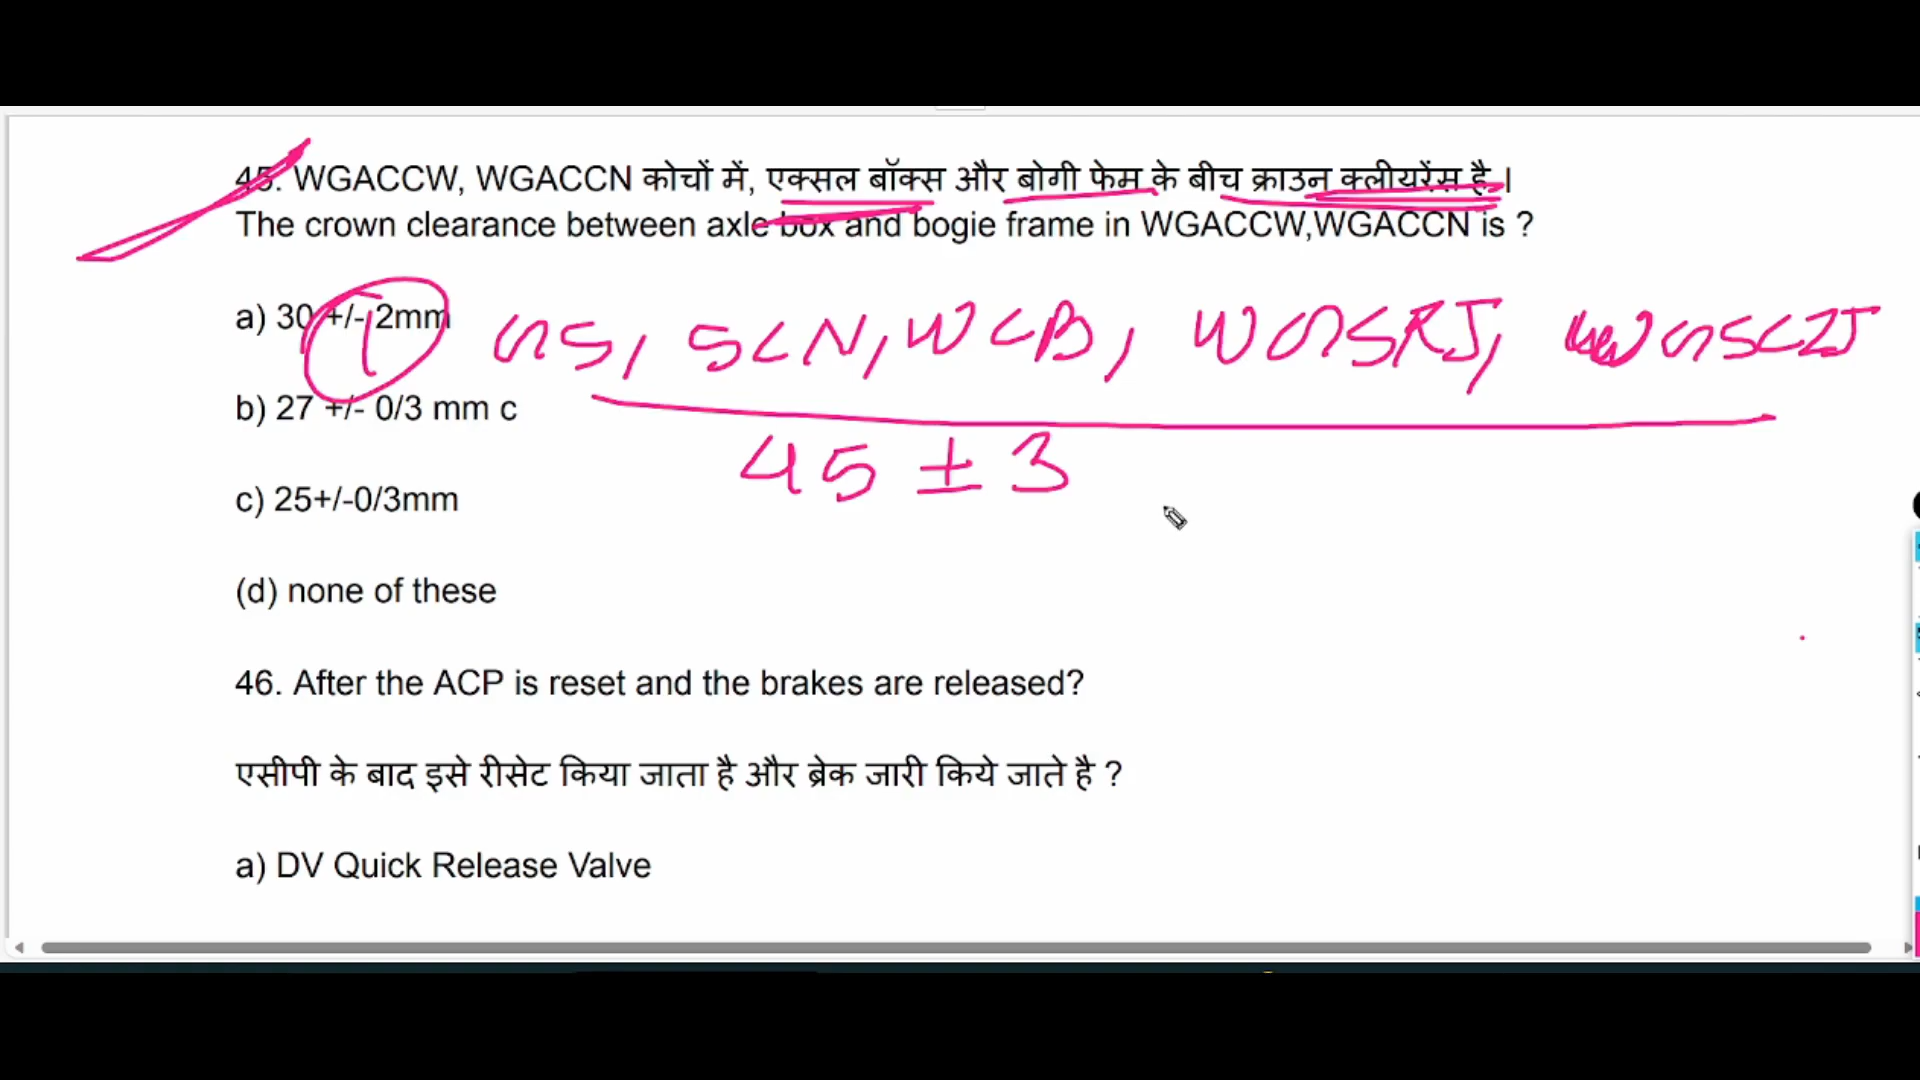 45. WGACCW, WGACCN कोचों में, एक्सल बॉक्स और बोगी फेम के बीच क्राउन क्लीयरेंस है।
The crown clearance between axle box and bogie frame in WGACCW,WGACCN is ?
a) 30 +/- 2mm
1 GS, SCN, WCB, WGSRJ, WGSCZJ
b) 27 +/- 0/3 mm c
45 ± 3
c) 25+/-0/3mm
(d) none of these
46. After the ACP is reset and the brakes are released?
एसीपी के बाद इसे रीसेट किया जाता है और ब्रेक जारी किये जाते है ?
a) DV Quick Release Valve